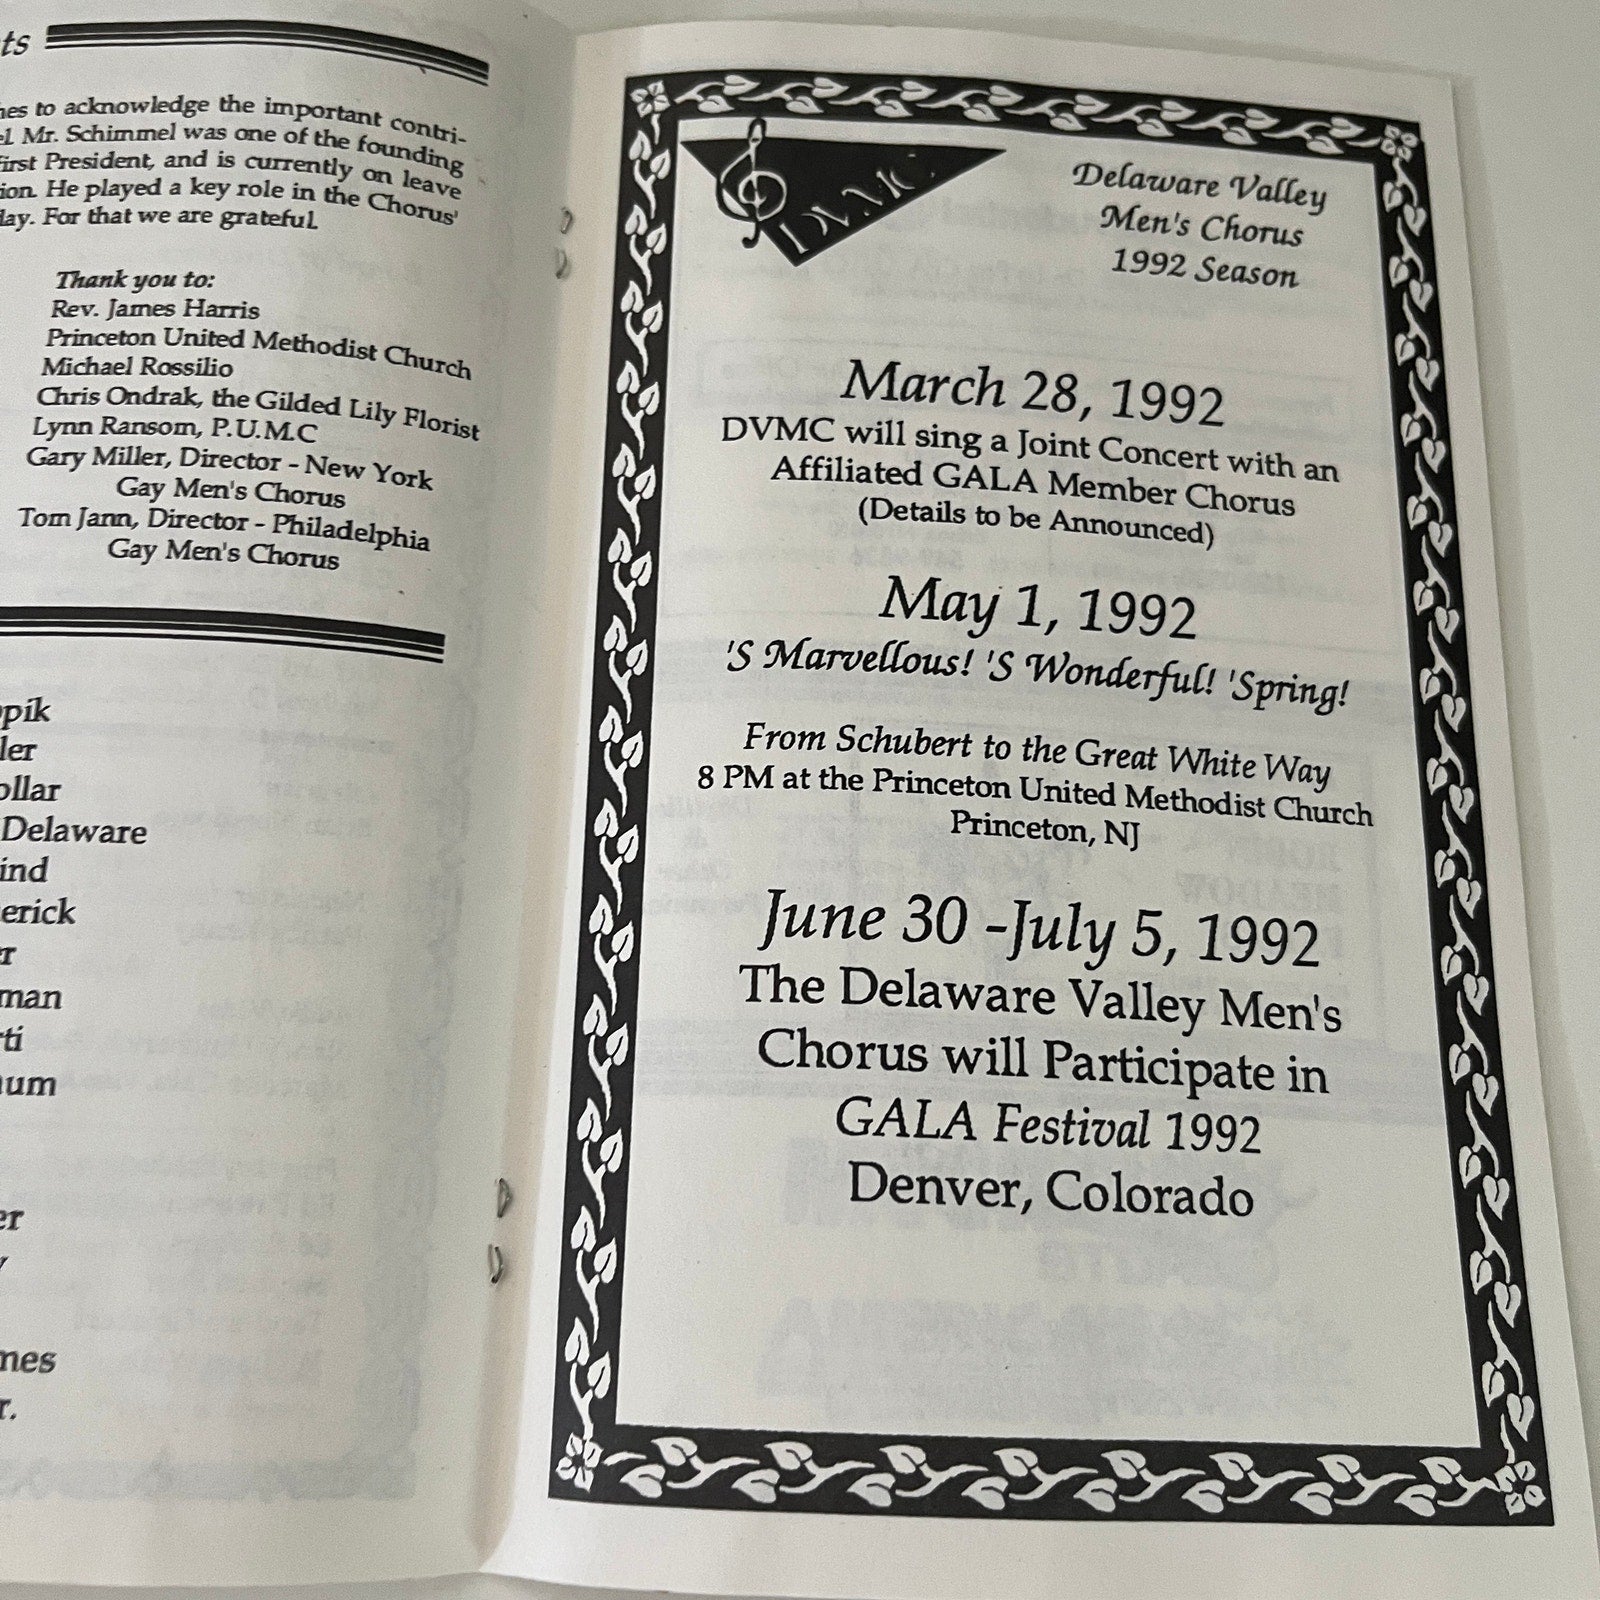 ts
hes to acknowledge the important contri-
el. Mr. Schimmel was one of the founding
First President, and is currently on leave
ion. He played a key role in the Chorus'
lay. For that we are grateful.
Thank you to:
Rev. James Harris
Princeton United Methodist Church
Michael Rossilio
Chris Ondrak, the Gilded Lily Florist
Lynn Ransom, P.U.M.C
Gary Miller, Director - New York
Gay Men's Chorus
Tom Jann, Director - Philadelphia
Gay Men's Chorus
ppik
ler
ollar
Delaware
ind
erick
r
man
rti
num
er
y
mes
r.
DVMC
Delaware Valley
Men's Chorus
1992 Season
March 28, 1992
DVMC will sing a Joint Concert with an
Affiliated GALA Member Chorus
(Details to be Announced)
May 1, 1992
'S Marvellous! 'S Wonderful! 'Spring!
From Schubert to the Great White Way
8 PM at the Princeton United Methodist Church
Princeton, NJ
June 30 -July 5, 1992
The Delaware Valley Men's
Chorus will Participate in
GALA Festival 1992
Denver, Colorado